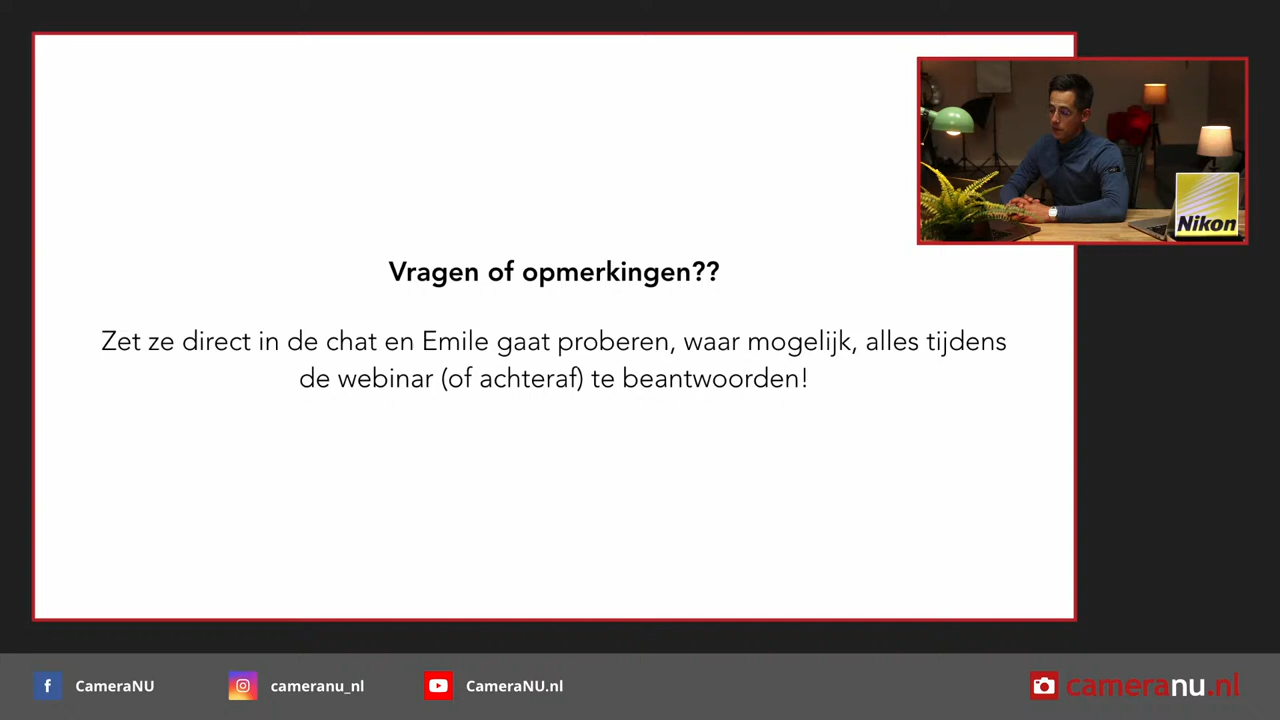 Nikon
Vragen of opmerkingen??
Zet ze direct in de chat en Emile gaat proberen, waar mogelijk, alles tijdens
de webinar (of achteraf) te beantwoorden!
CameraNU
cameranu_nl
CameraNU.nl
cameranu.nl